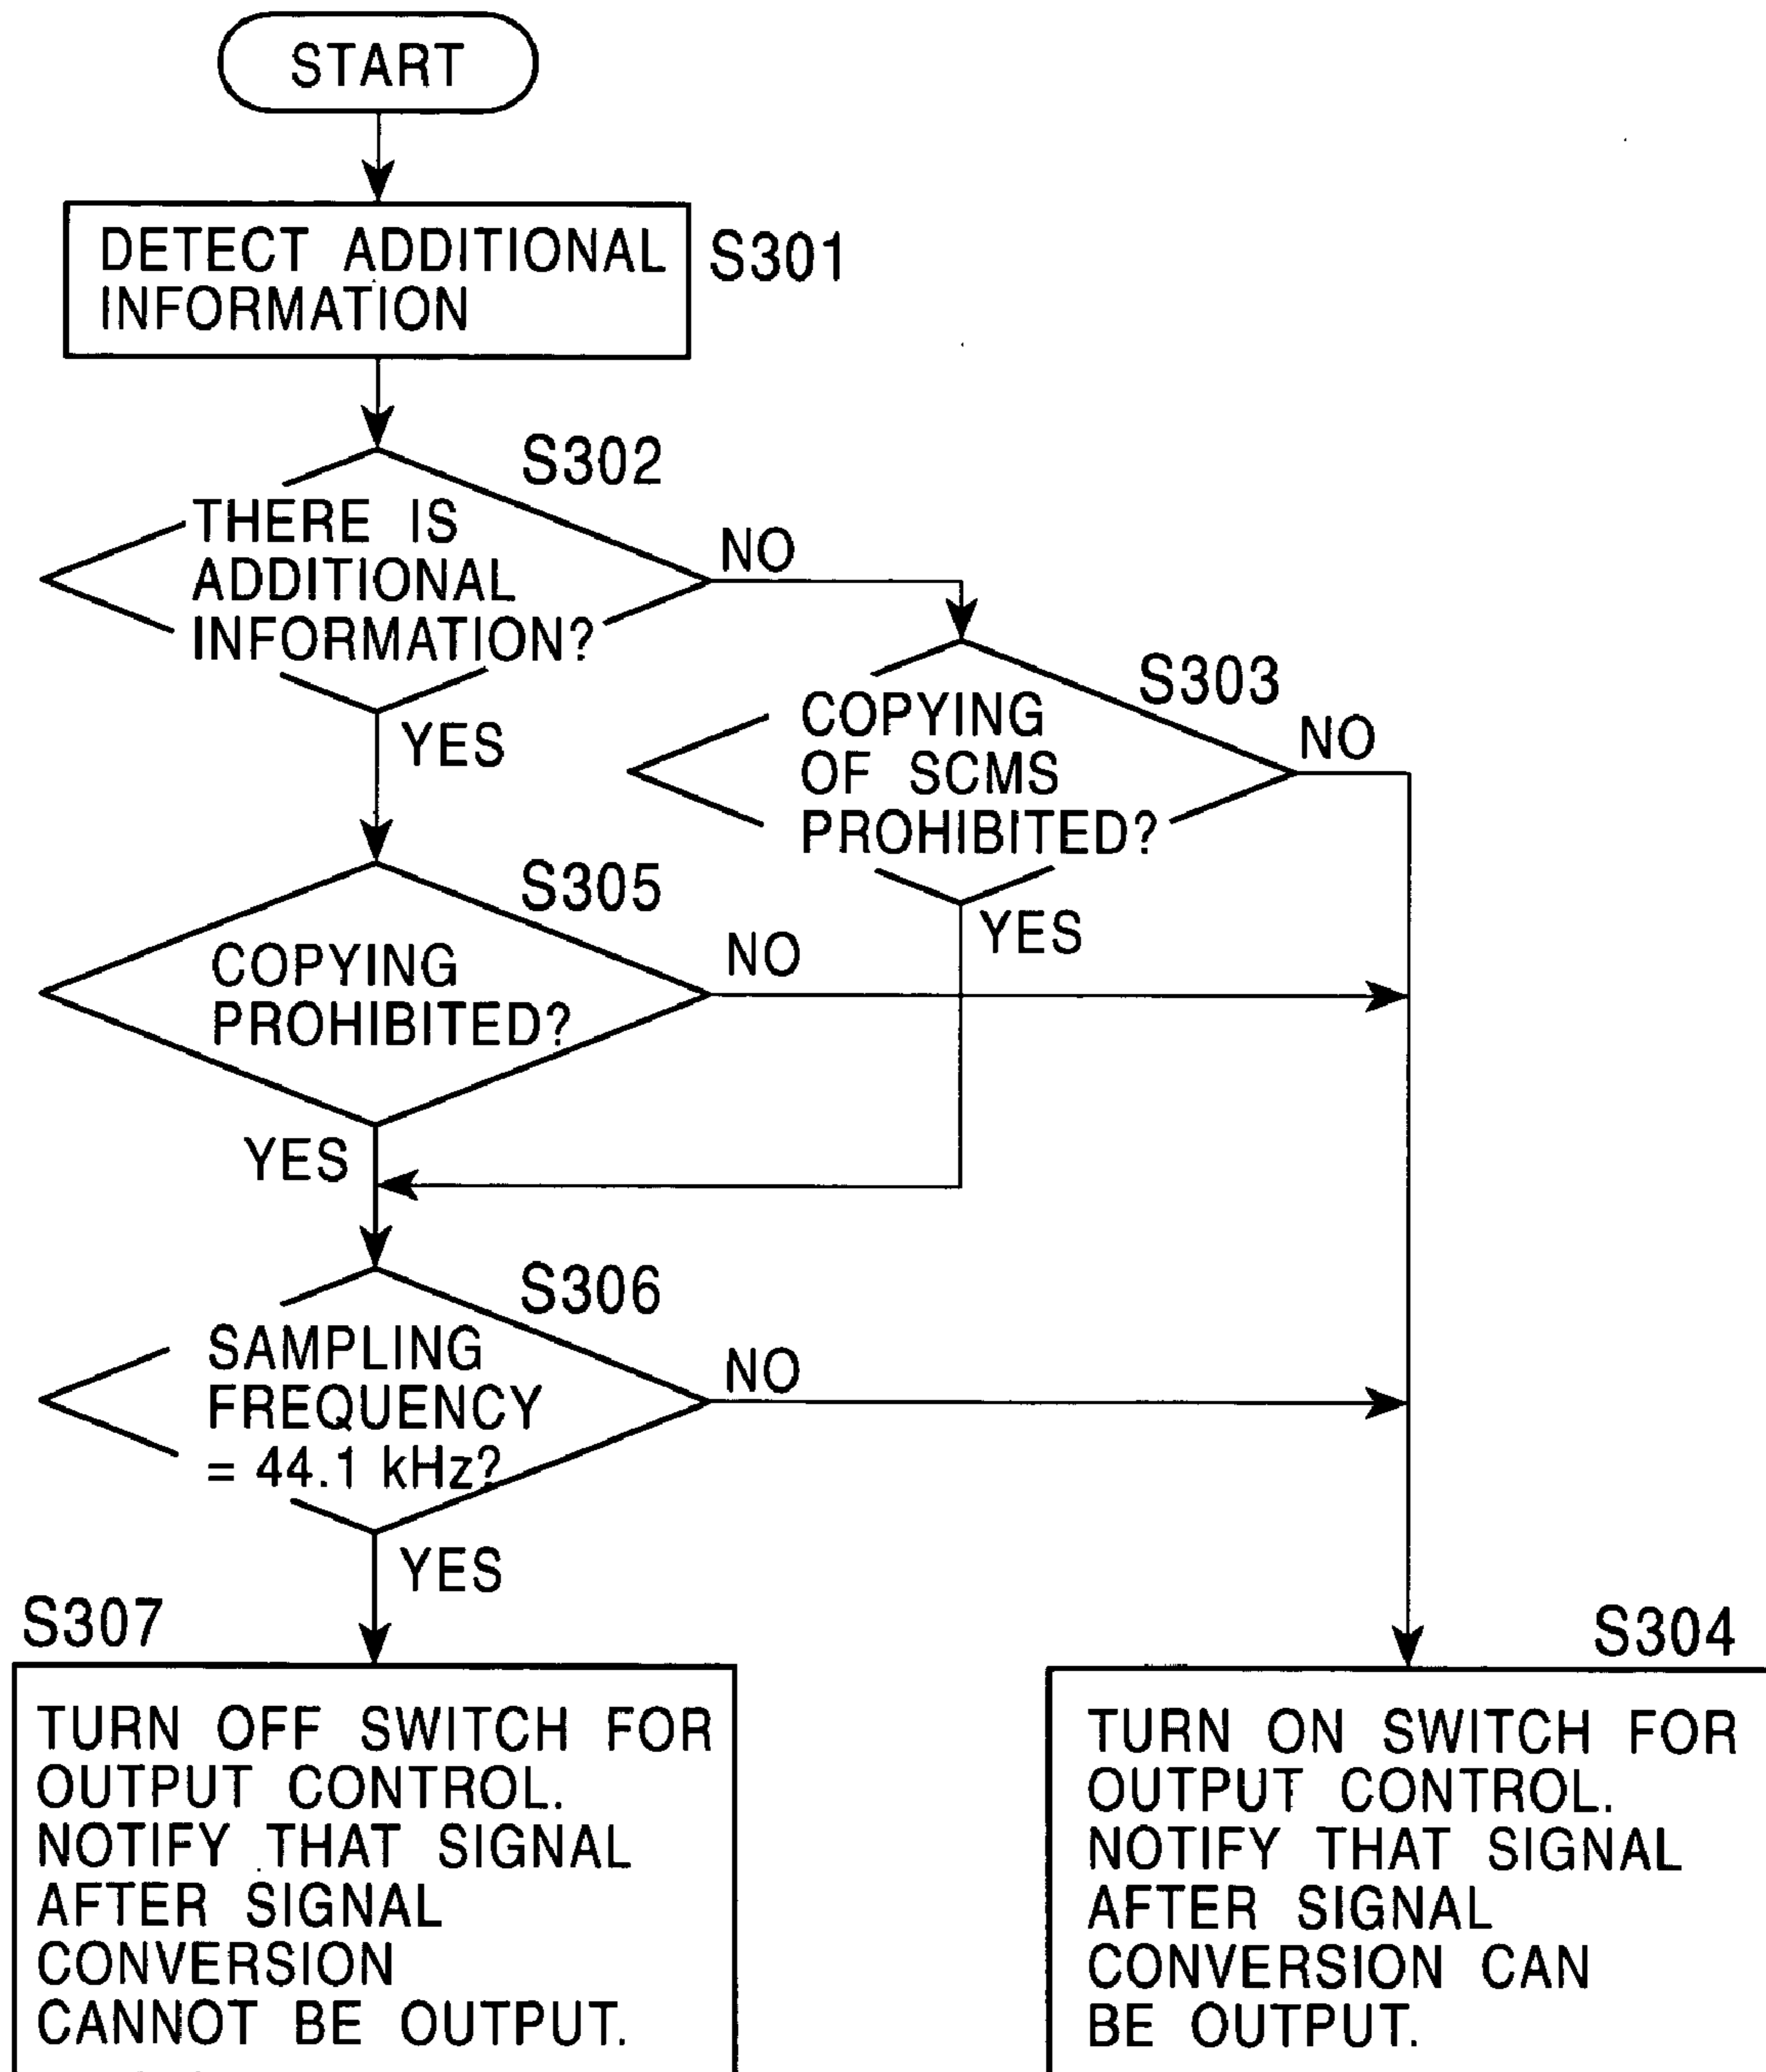 START
DETECT ADDITIONAL
INFORMATION
S301
S302
THERE IS
ADDITIONAL
INFORMATION?
NO
YES
S303
COPYING
OF SCMS
PROHIBITED?
NO
YES
S305
COPYING
PROHIBITED?
NO
YES
S306
SAMPLING
FREQUENCY
= 44.1 kHz?
NO
YES
S307
TURN OFF SWITCH FOR
OUTPUT CONTROL.
NOTIFY THAT SIGNAL
AFTER SIGNAL
CONVERSION
CANNOT BE OUTPUT.
S304
TURN ON SWITCH FOR
OUTPUT CONTROL.
NOTIFY THAT SIGNAL
AFTER SIGNAL
CONVERSION CAN
BE OUTPUT.